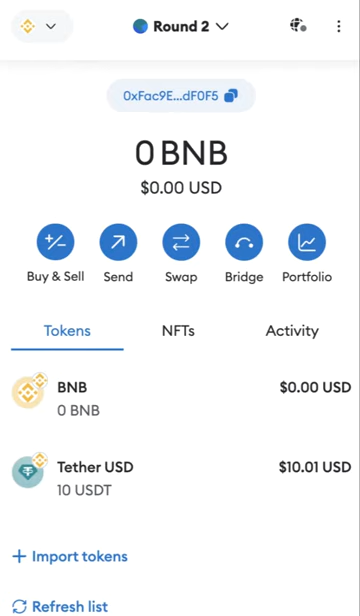 Round 2
0xFac9E...dF0F5
0 BNB
$0.00 USD
Buy & Sell
Send
Swap
Bridge
Portfolio
Tokens
NFTs
Activity
BNB
$0.00 USD
0 BNB
Tether USD
$10.01 USD
10 USDT
+ Import tokens
Refresh list